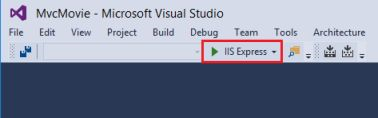 MvcMovie - Microsoft Visual Studio
File Edit View Project Build Debug Team Tools Architecture
IIS Express